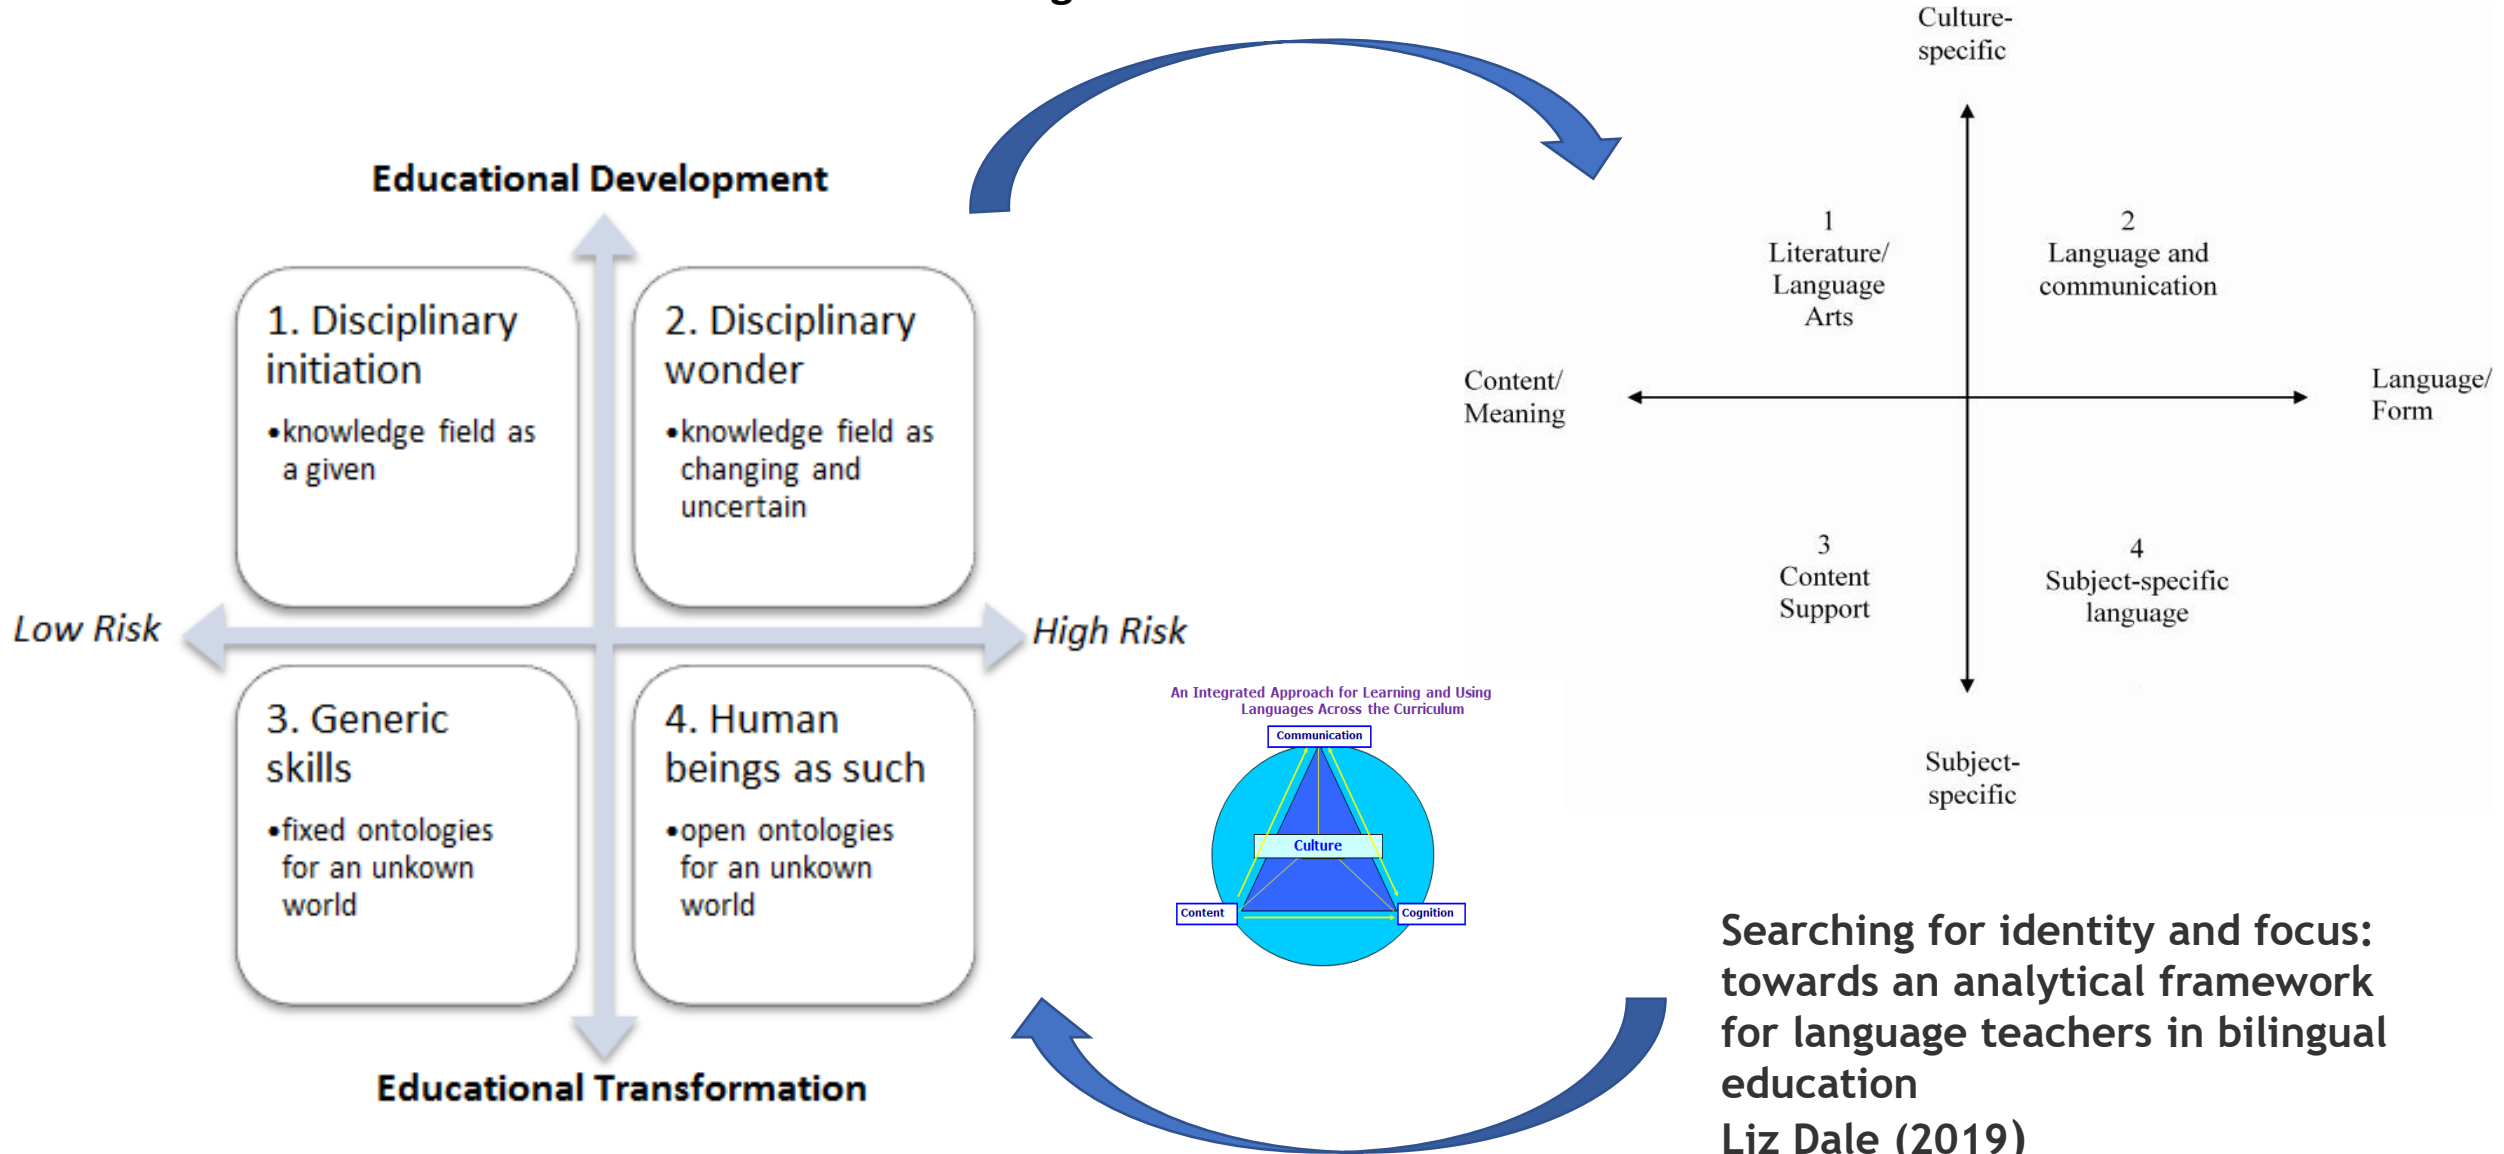 Educational Development
1. Disciplinary
initiation
•knowledge field as
a given
2. Disciplinary
wonder
•knowledge field as
changing and
uncertain
Low Risk
High Risk
3. Generic
skills
•fixed ontologies
for an unkown
world
4. Human
beings as such
•open ontologies
for an unkown
world
Educational Transformation
Culture-
specific
1
Literature/
Language
Arts
2
Language and
communication
Content/
Meaning
Language/
Form
3
Content
Support
4
Subject-specific
language
Subject-
specific
An Integrated Approach for Learning and Using
Languages Across the Curriculum
Communication
Culture
Content
Cognition
Searching for identity and focus:
towards an analytical framework
for language teachers in bilingual
education
Liz Dale (2019)